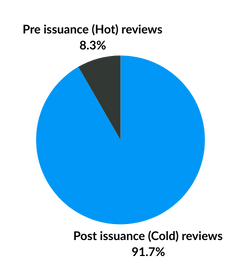 Pre issuance (Hot) reviews
8.3%
Post issuance (Cold) reviews
91.7%